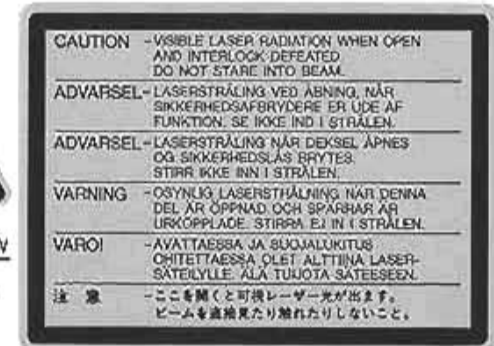 CAUTION - VISIBLE LASER RADIATION WHEN OPEN
AND INTERLOCK DEFEATED.
DO NOT STARE INTO BEAM.
ADVARSEL - LASERSTRÅLING VED ÅBNING, NÅR
SIKKERHEDSAFBRYDERE ER UDE AF
FUNKTION. SE IKKE IND I STRÅLEN.
ADVARSEL - LASERSTRÅLING NÅR DEKSEL ÅPNES
OG SIKKERHEDSLÅS BRYTES.
STIRR IKKE INN I STRÅLEN.
VARNING - OSYNLIG LASERSTRÅLNING NÄR DENNA
DEL ÄR ÖPPNAD OCH SPÄRRAR ÄR
URKOPPLADE. STIRRA EJ IN I STRÅLEN.
VARO! - AVATTAESSA JA SUOJALUKITUS
OHITETTAESSA OLET ALTTIINA LASER-
SÄTEILYLLE. ÄLÄ TUIJOTA SÄTEESEEN.
注 意 - ここを開くと可視レーザー光が出ます。
ビームを直接見たり触れたりしないこと。